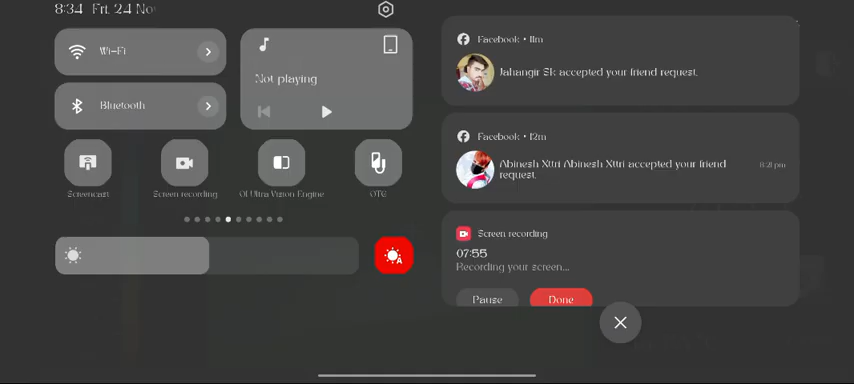 8:34 Fri, 24 No
Wi-Fi
Bluetooth
Not playing
Screencast
Screen recording
O1 Ultra Vision Engine
OTG
A
Facebook • 11m
Jahangir Sk accepted your friend request.
Facebook • 12m
Abinesh Xttri Abinesh Xttri accepted your friend
request.
8:21 pm
Screen recording
07:55
Recording your screen...
Pause
Done